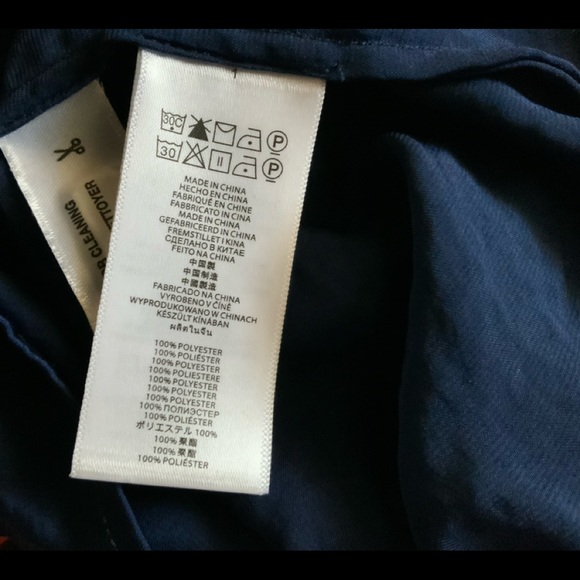 30C
P
30
P
MADE IN CHINA
HECHO EN CHINA
FABRIQUÉ EN CHINE
FABBRICATO IN CINA
MADE IN CHINA
GEFABRICEERD IN CHINA
FREMSTILLET I KINA
СДЕЛАНО В КИТАЕ
FEITO NA CHINA
中国製
中国制造
中國製造
FABRICADO NA CHINA
VYROBENO V ČÍNĚ
WYPRODUKOWANO W CHINACH
KÉSZÜLT KÍNÁBAN
ผลิตในจีน
100% POLYESTER
100% POLIÉSTER
100% POLYESTER
100% POLIESTERE
100% POLYESTER
100% POLYESTER
100% POLYESTER
100% ПОЛИЭСТЕР
100% POLIÉSTER
ポリエステル 100%
100% 聚酯
100% 聚酯
100% POLIÉSTER
CLEANING